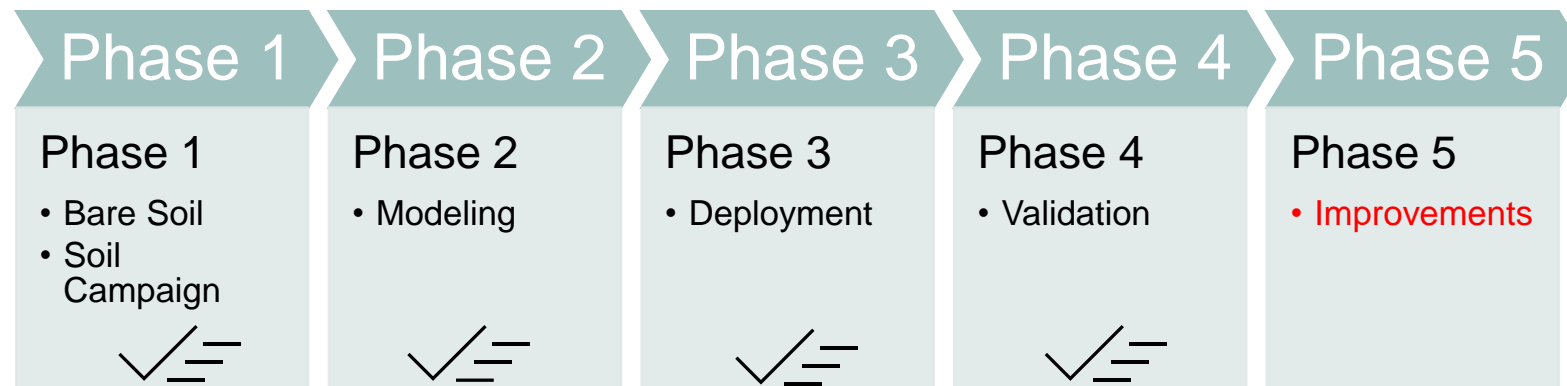 Phase 1
Phase 2
Phase 3
Phase 4
Phase 5
Phase 1
• Bare Soil
• Soil
Campaign
Phase 2
• Modeling
Phase 3
• Deployment
Phase 4
• Validation
Phase 5
• Improvements